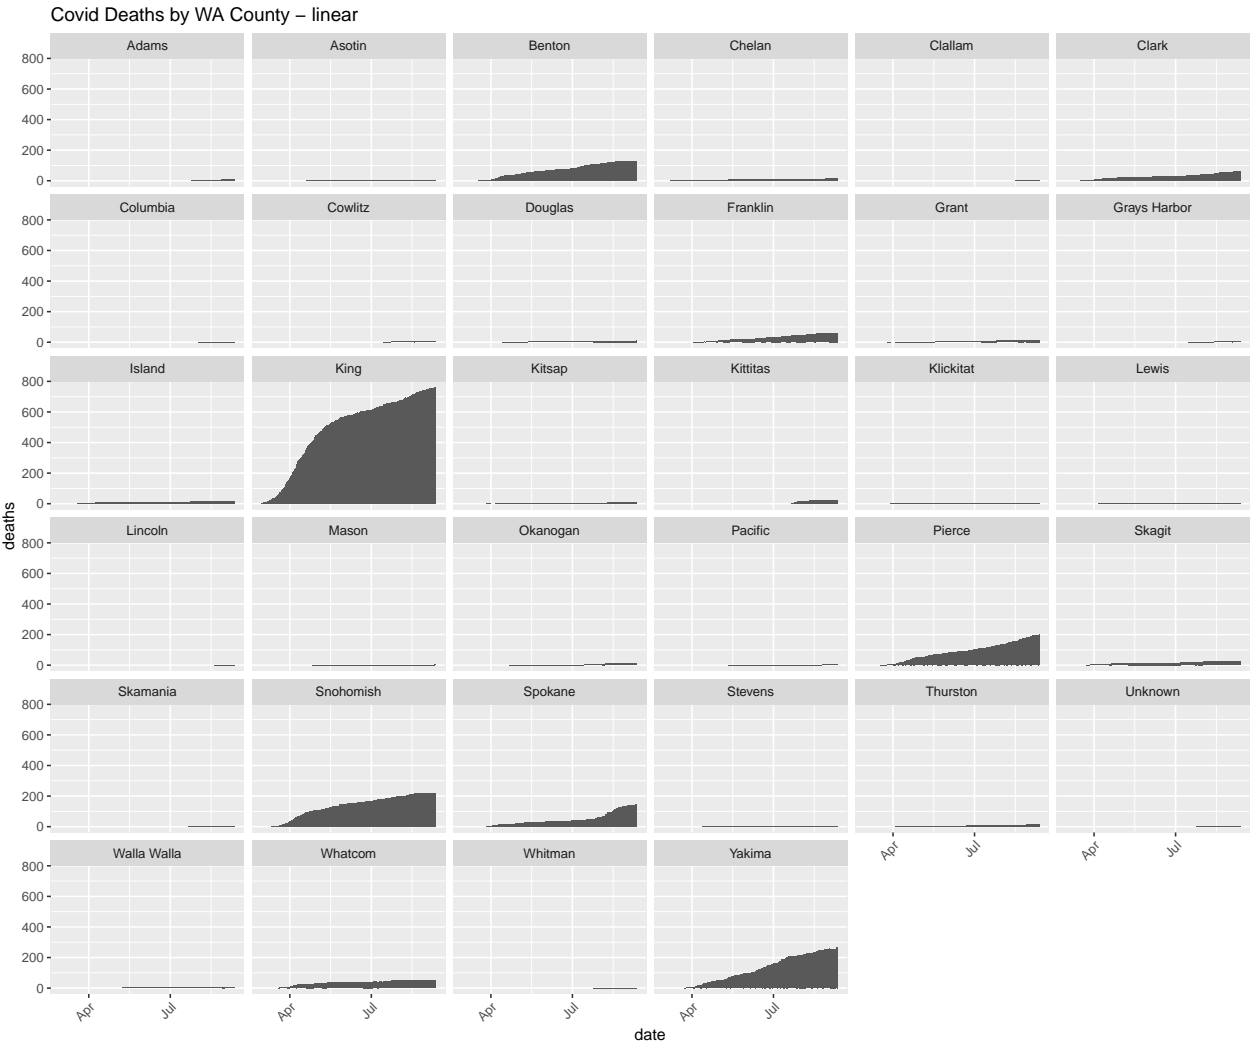 Covid Deaths by WA County – linear
Adams Asotin Benton Chelan Clallam Clark
800
600
400
200
0
Columbia Cowlitz Douglas Franklin Grant Grays Harbor
800
600
400
200
0
Island King Kitsap Kittitas Klickitat Lewis
800
600
400
200
0
deaths
Lincoln Mason Okanogan Pacific Pierce Skagit
800
600
400
200
0
Skamania Snohomish Spokane Stevens Thurston Unknown
800
600
400
200
0
Apr Jul Apr Jul
Walla Walla Whatcom Whitman Yakima
800
600
400
200
0
Apr Jul Apr Jul Apr Jul Apr Jul
date